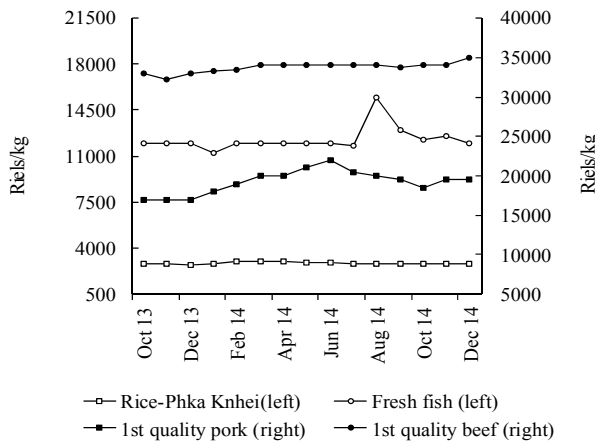 21500
18000
14500
11000
7500
4000
500
Riels/kg
40000
35000
30000
25000
20000
15000
10000
5000
Riels/kg
Oct 13
Dec 13
Feb 14
Apr 14
Jun 14
Aug 14
Oct 14
Dec 14
Rice-Phka Knhei(left) Fresh fish (left)
1st quality pork (right) 1st quality beef (right)